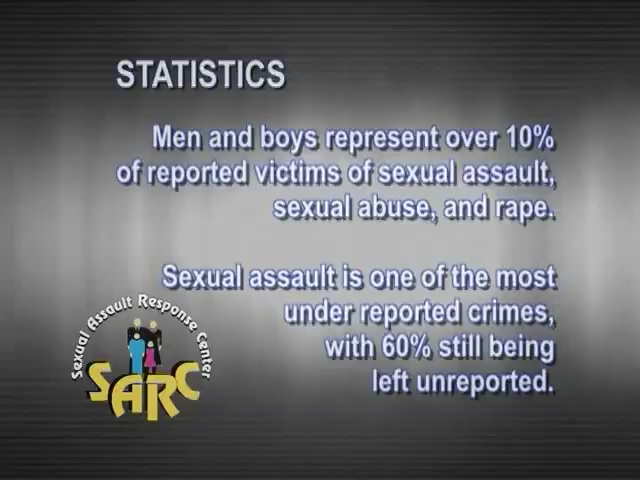 STATISTICS
Men and boys represent over 10%
of reported victims of sexual assault,
sexual abuse, and rape.
Sexual assault is one of the most
under reported crimes,
with 60% still being
left unreported.
Sexual Assault Response Center
SARC